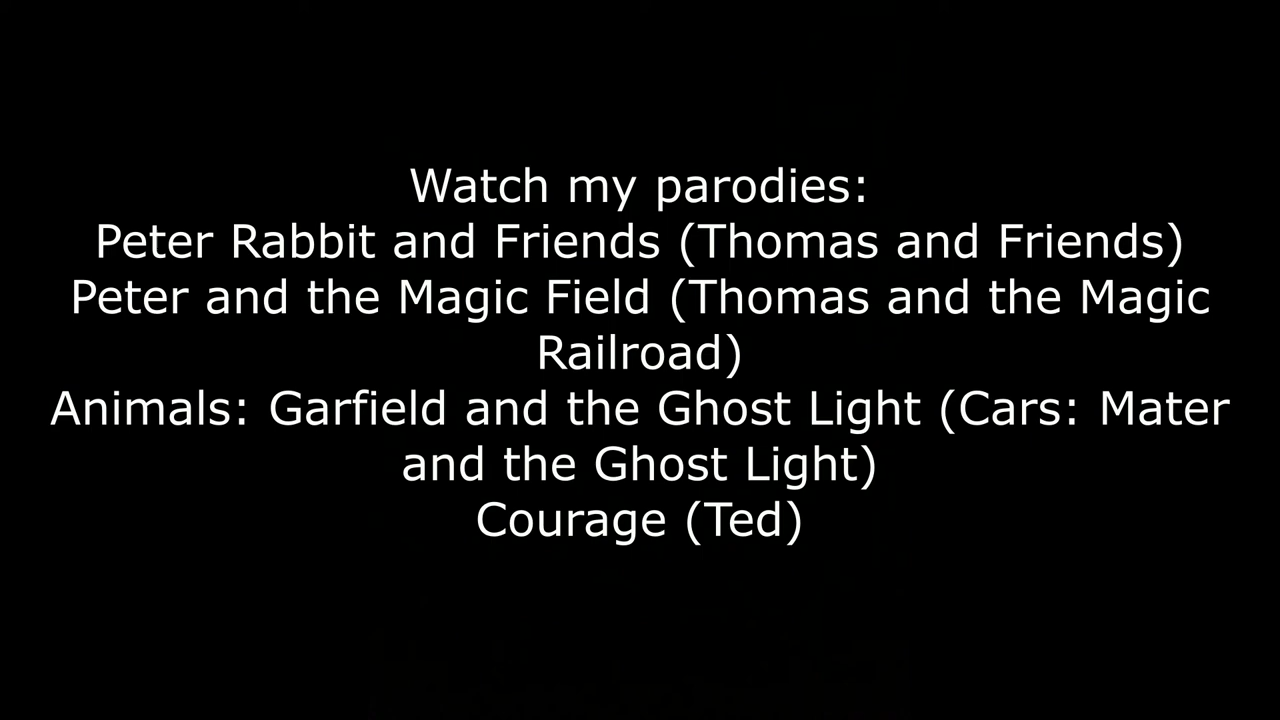 Watch my parodies:
Peter Rabbit and Friends (Thomas and Friends)
Peter and the Magic Field (Thomas and the Magic
Railroad)
Animals: Garfield and the Ghost Light (Cars: Mater
and the Ghost Light)
Courage (Ted)